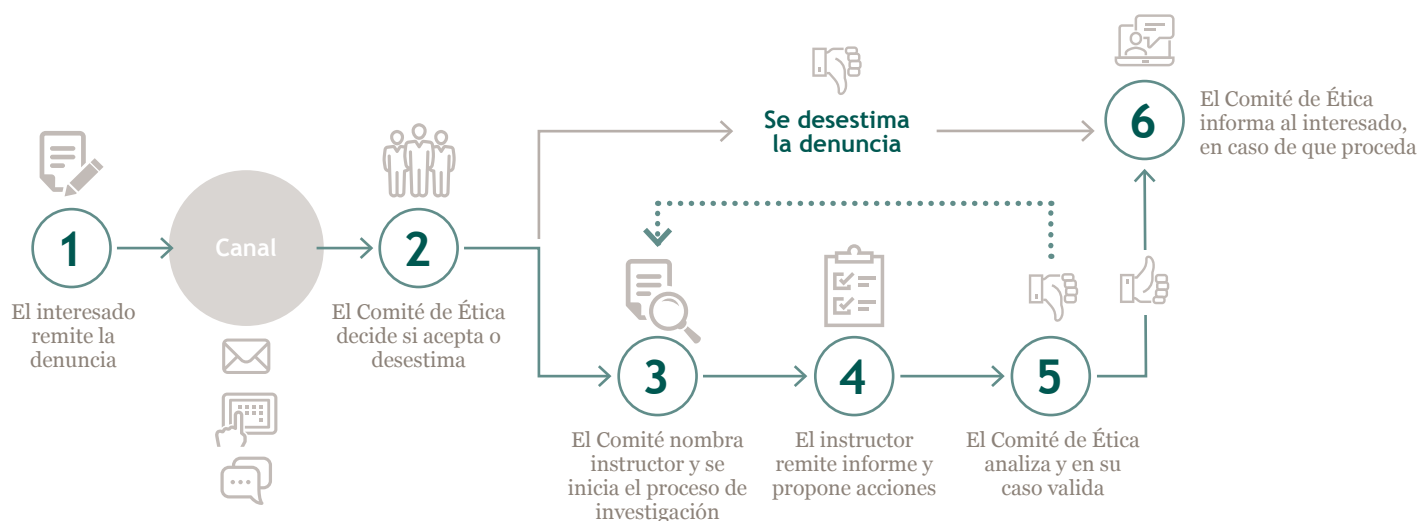 1
El interesado
remite la
denuncia
Canal
2
El Comité de Ética
decide si acepta o
desestima
Se desestima
la denuncia
3
El Comité nombra
instructor y se
inicia el proceso de
investigación
4
El instructor
remite informe y
propone acciones
5
El Comité de Ética
analiza y en su
caso valida
6
El Comité de Ética
informa al interesado,
en caso de que proceda